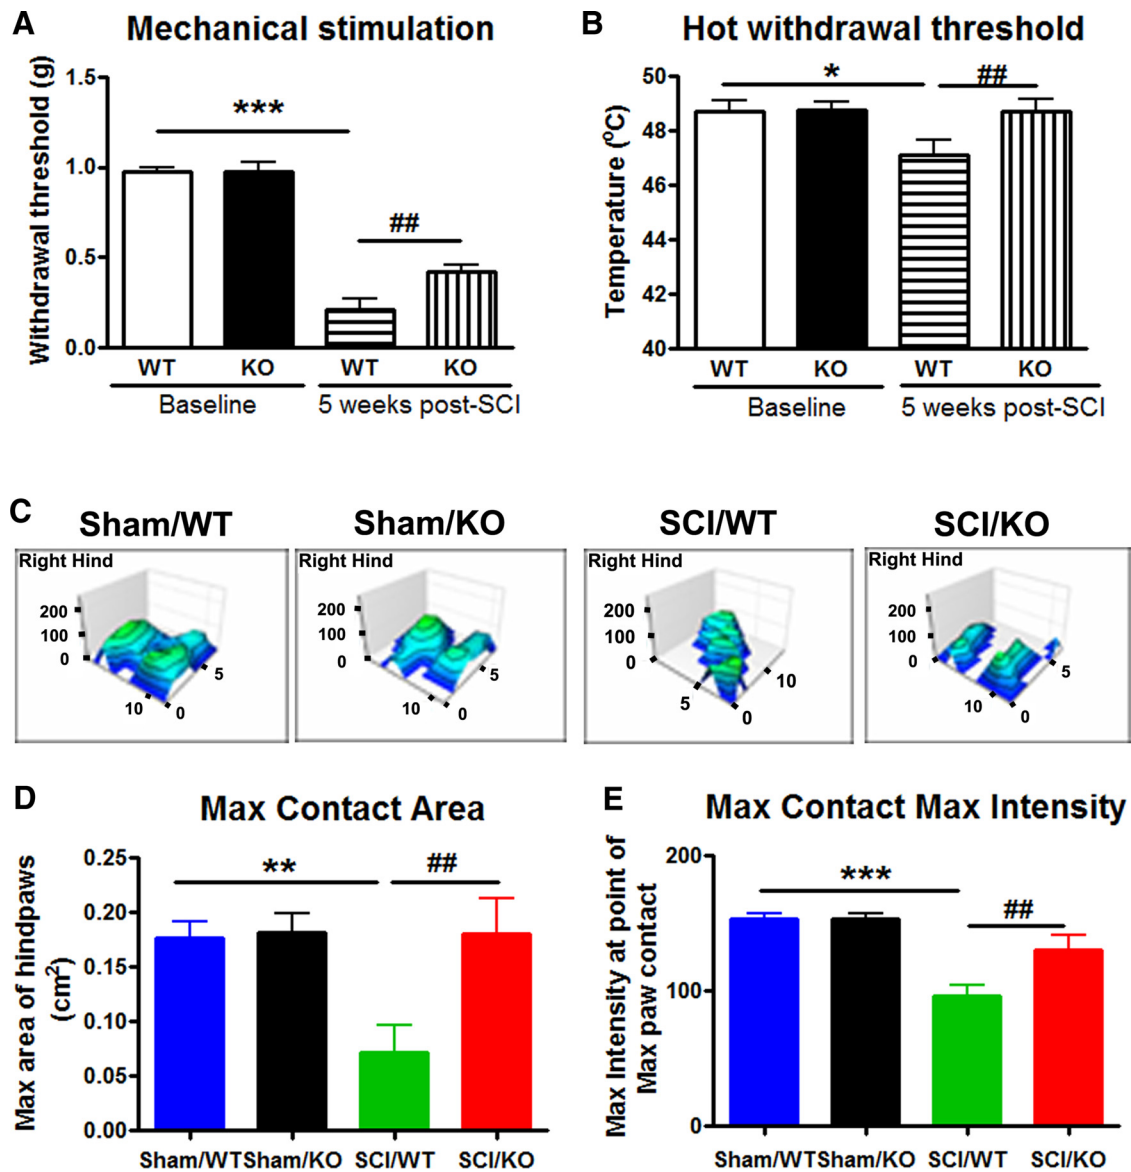 A Mechanical stimulation
Withdrawal threshold (g)
1.5
1.0
0.5
0.0
***
##
WT KO WT KO
Baseline 5 weeks post-SCI
B Hot withdrawal threshold
Temperature (°C)
50
48
46
44
42
40
*
##
WT KO WT KO
Baseline 5 weeks post-SCI
C
Sham/WT Sham/KO SCI/WT SCI/KO
Right Hind
200
100
0
10
0
5
Right Hind
200
100
0
10
0
5
Right Hind
200
100
0
5
0
10
Right Hind
200
100
0
10
0
5
D Max Contact Area
Max area of hindpaws
(cm²)
0.25
0.20
0.15
0.10
0.05
0.00
**
##
Sham/WT Sham/KO SCI/WT SCI/KO
E Max Contact Max Intensity
Max Intensity at point of
Max paw contact
200
100
0
***
##
Sham/WT Sham/KO SCI/WT SCI/KO